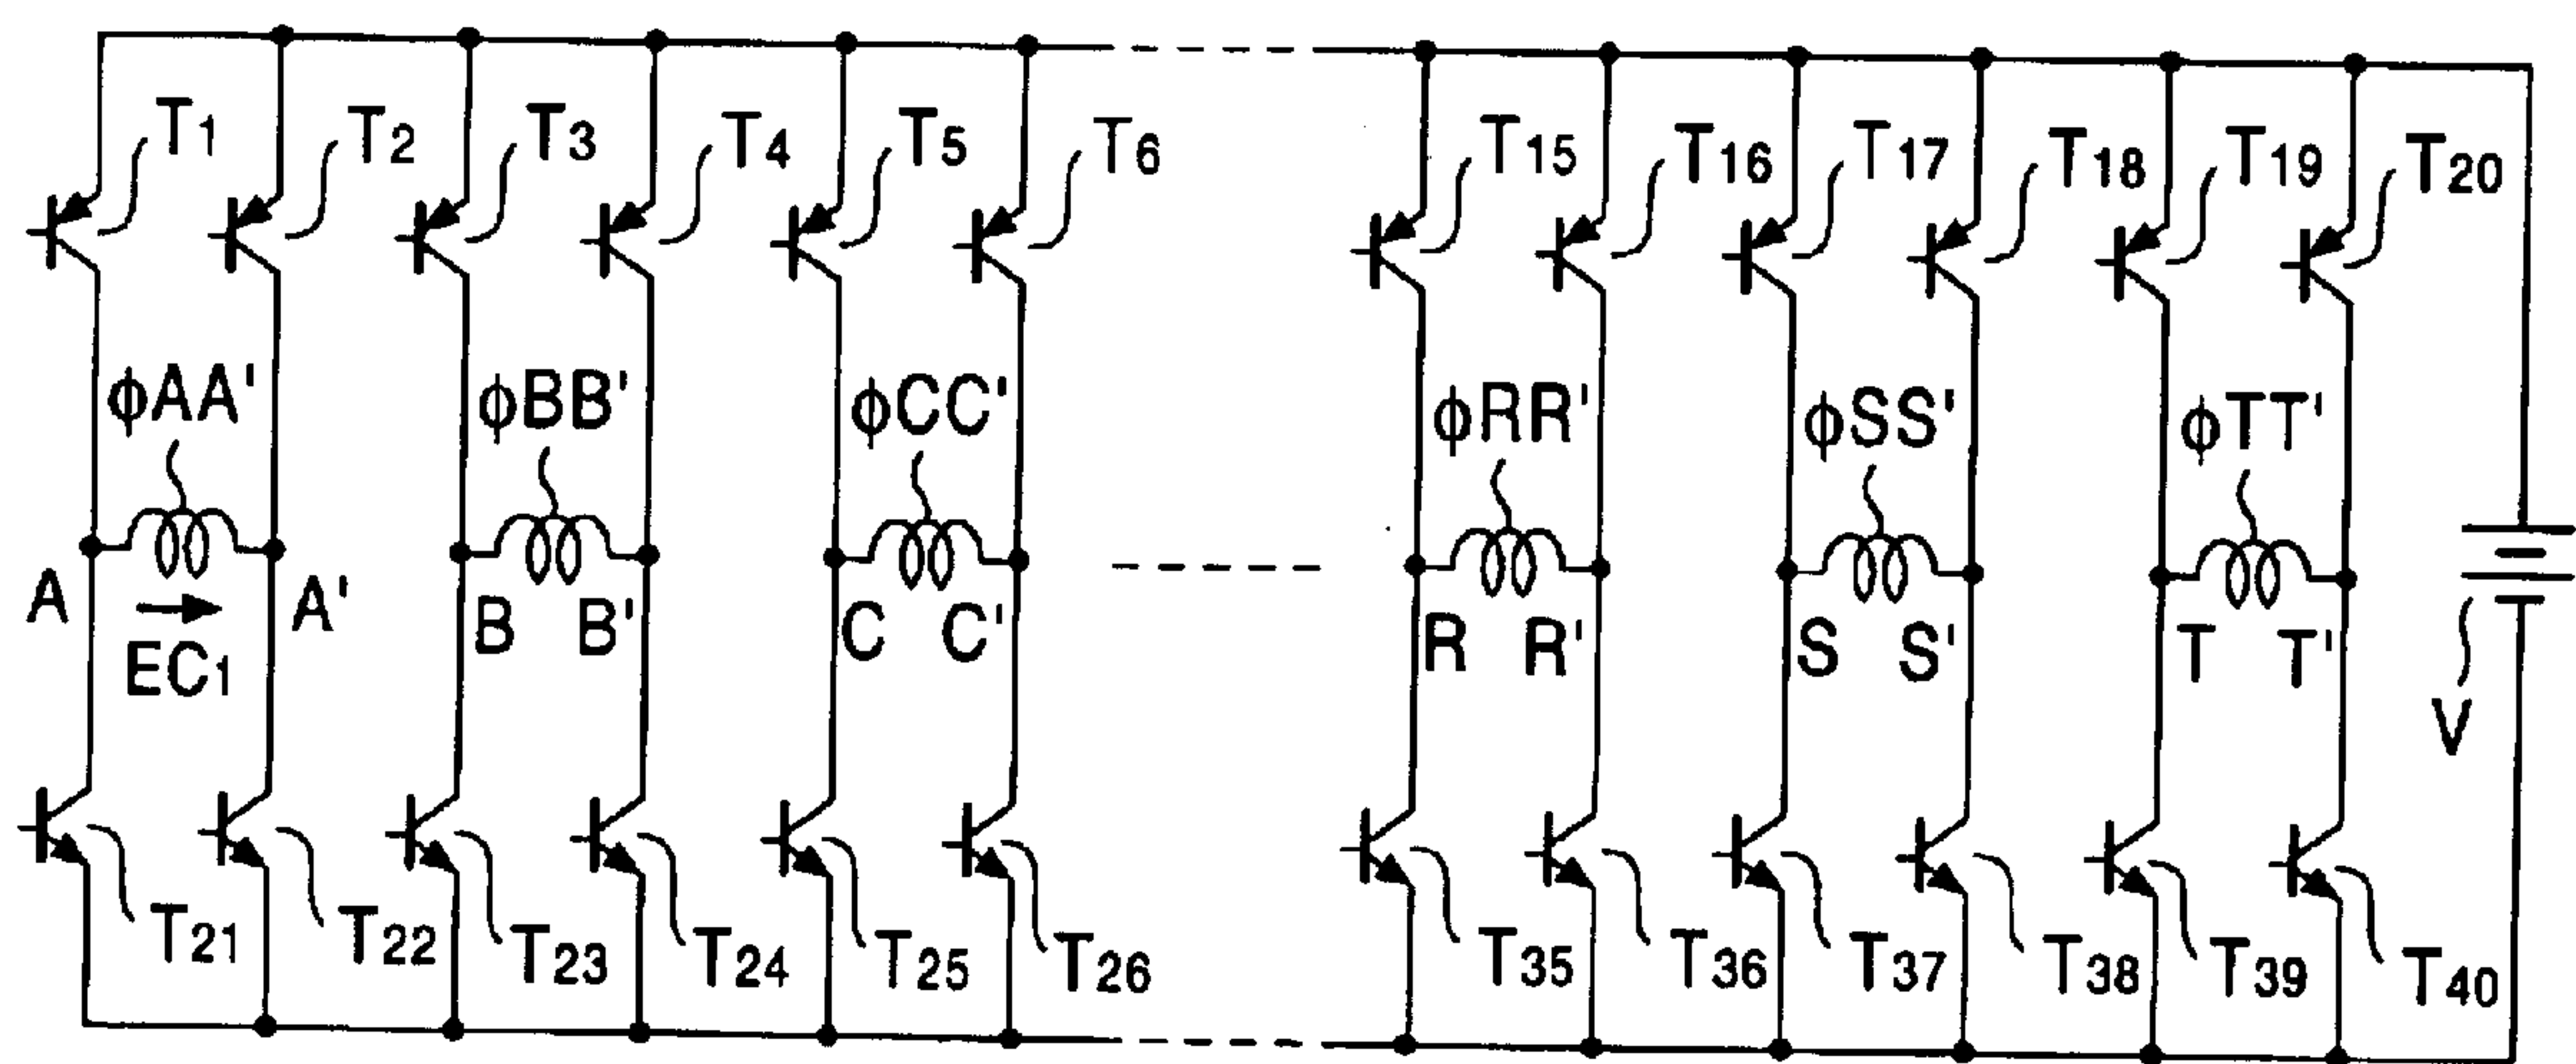 T1 T2 T3 T4 T5 T6 T15 T16 T17 T18 T19 T20
ϕAA' ϕBB' ϕCC' ϕRR' ϕSS' ϕTT'
A A' B B' C C' R R' S S' T T'
EC1
V
T21 T22 T23 T24 T25 T26 T35 T36 T37 T38 T39 T40